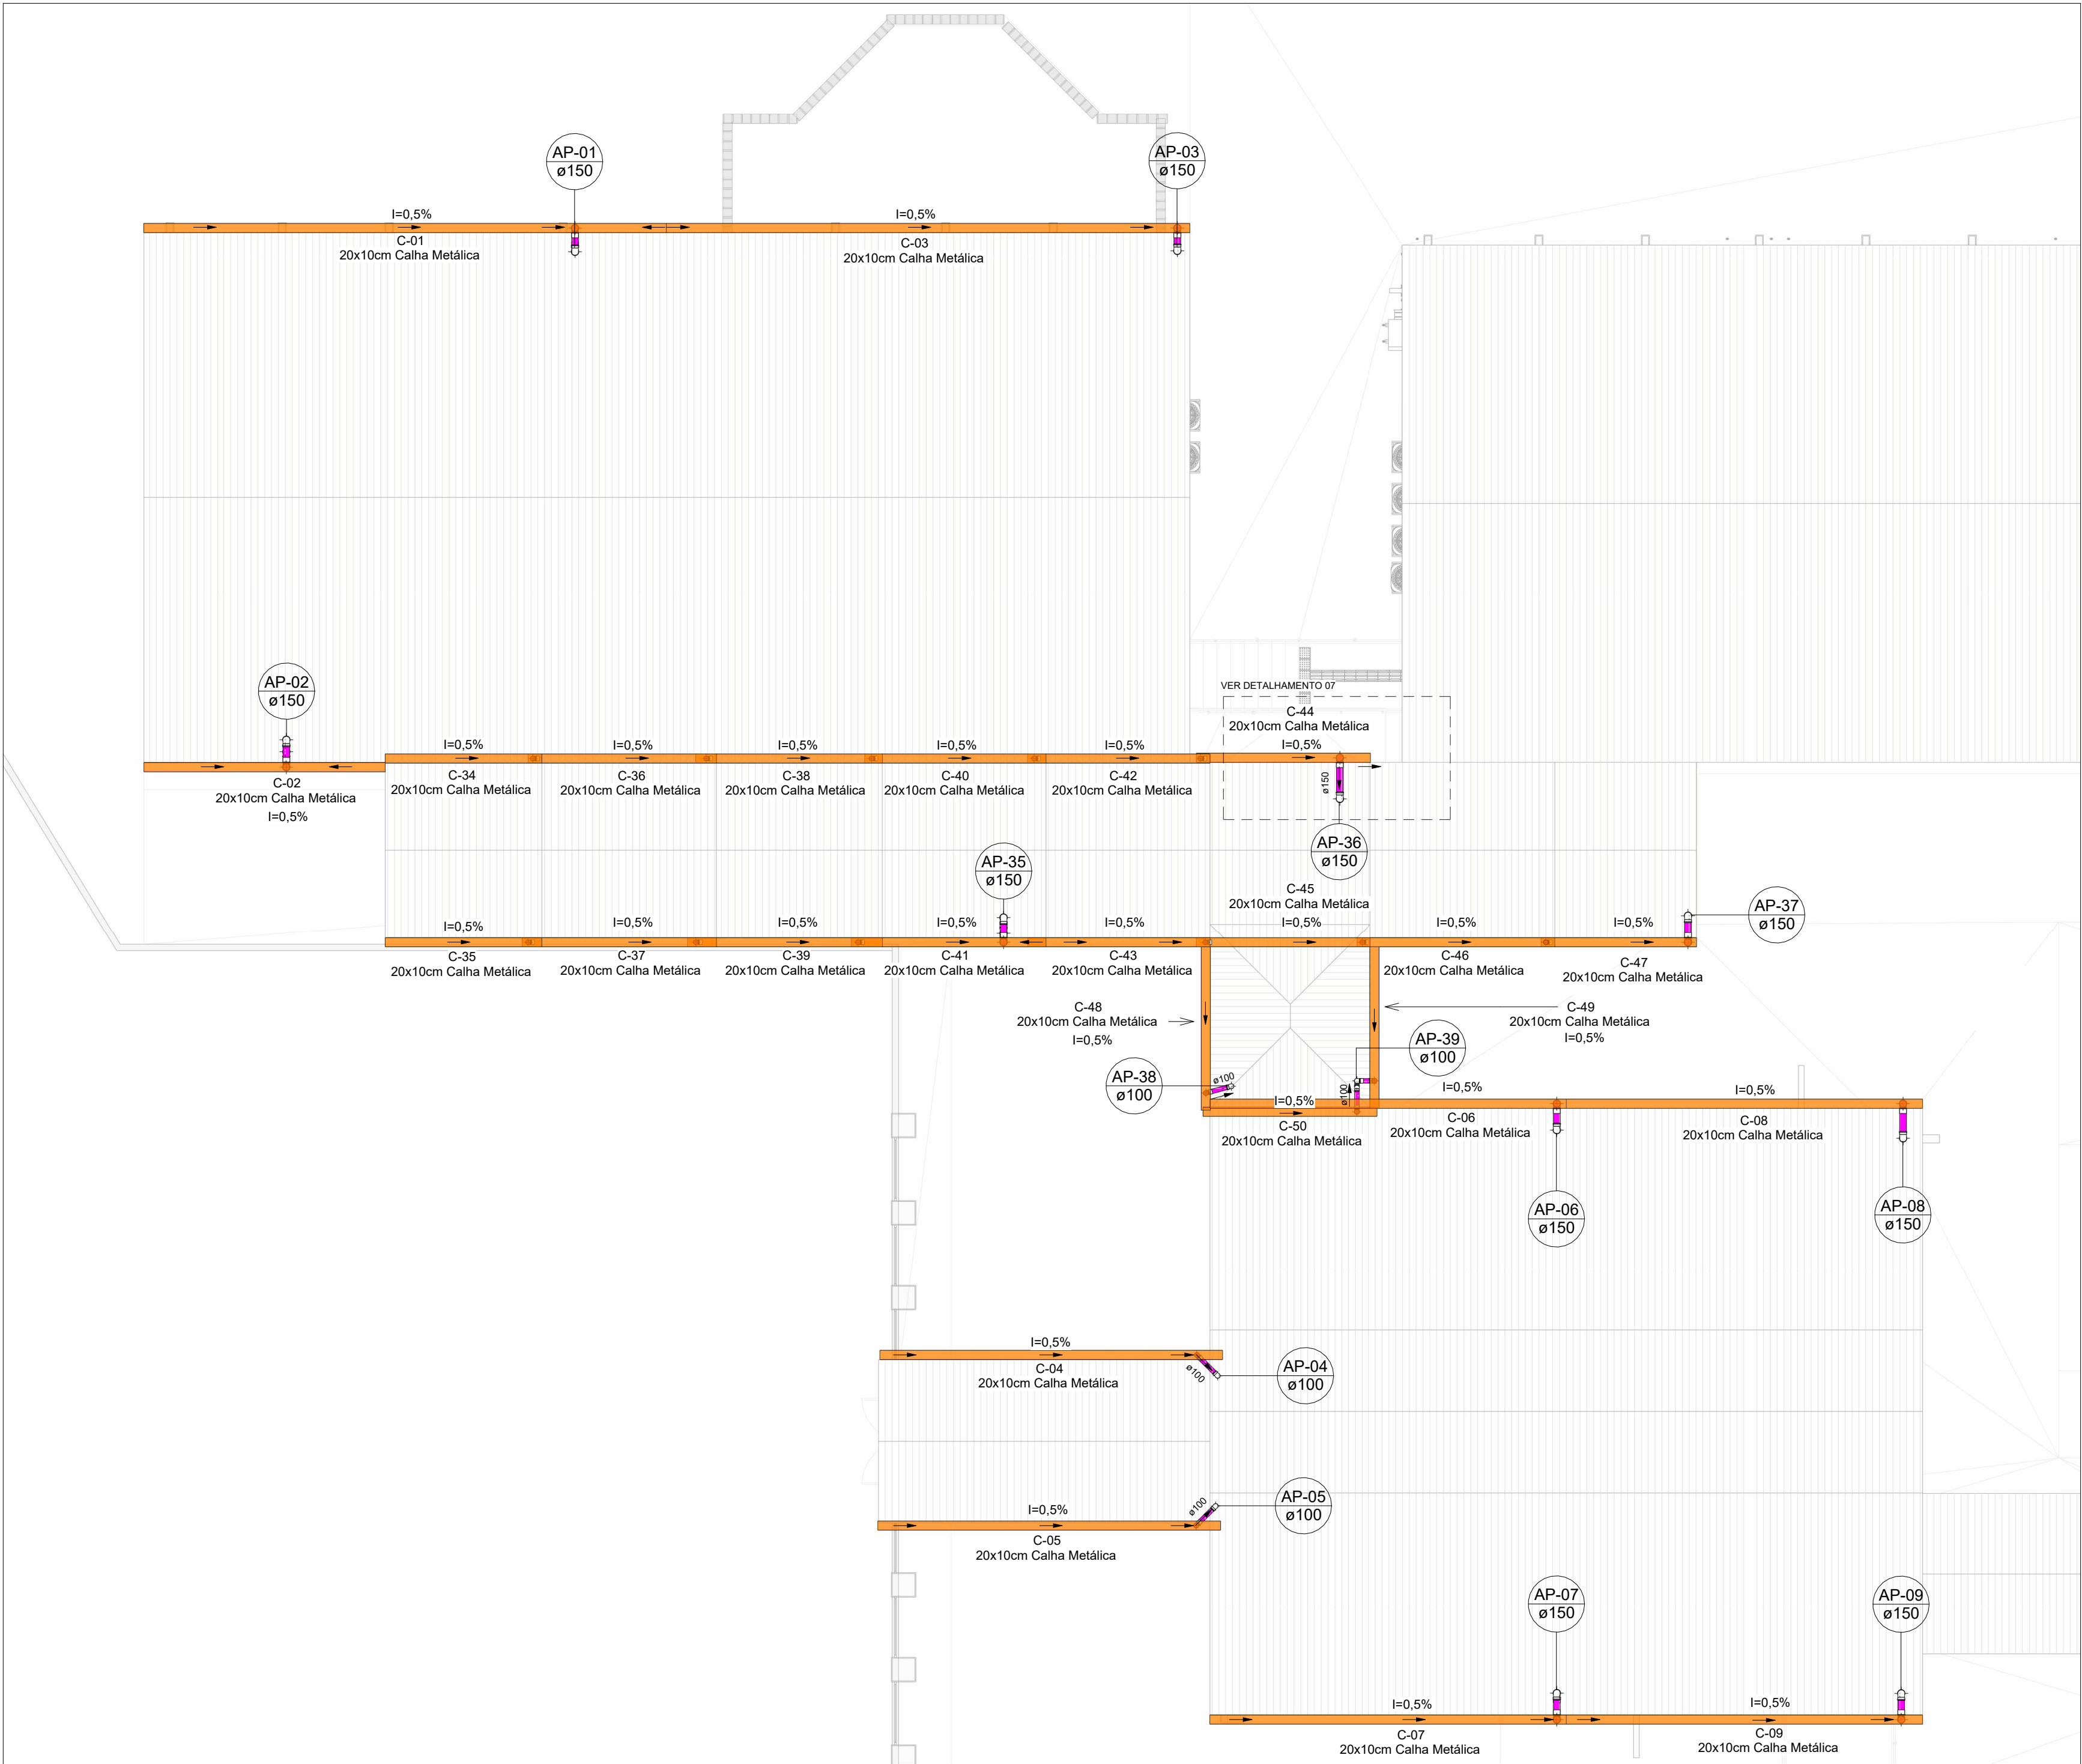 AP-01
ø150
AP-03
ø150
I=0,5%
C-01
20x10cm Calha Metálica
I=0,5%
C-03
20x10cm Calha Metálica
AP-02
ø150
C-02
20x10cm Calha Metálica
I=0,5%
I=0,5%
C-34
20x10cm Calha Metálica
I=0,5%
C-36
20x10cm Calha Metálica
I=0,5%
C-38
20x10cm Calha Metálica
I=0,5%
C-40
20x10cm Calha Metálica
I=0,5%
C-42
20x10cm Calha Metálica
VER DETALHAMENTO 07
C-44
20x10cm Calha Metálica
I=0,5%
ø150
AP-36
ø150
AP-35
ø150
C-45
20x10cm Calha Metálica
I=0,5%
AP-37
ø150
I=0,5%
C-35
20x10cm Calha Metálica
I=0,5%
C-37
20x10cm Calha Metálica
I=0,5%
C-39
20x10cm Calha Metálica
I=0,5%
C-41
20x10cm Calha Metálica
I=0,5%
C-43
20x10cm Calha Metálica
I=0,5%
C-46
20x10cm Calha Metálica
I=0,5%
C-47
20x10cm Calha Metálica
C-48
20x10cm Calha Metálica
I=0,5%
C-49
20x10cm Calha Metálica
I=0,5%
AP-39
ø100
AP-38
ø100
ø100
ø100
I=0,5%
C-50
20x10cm Calha Metálica
I=0,5%
C-06
20x10cm Calha Metálica
I=0,5%
C-08
20x10cm Calha Metálica
AP-06
ø150
AP-08
ø150
I=0,5%
C-04
20x10cm Calha Metálica
ø100
AP-04
ø100
I=0,5%
C-05
20x10cm Calha Metálica
ø100
AP-05
ø100
AP-07
ø150
AP-09
ø150
I=0,5%
C-07
20x10cm Calha Metálica
I=0,5%
C-09
20x10cm Calha Metálica